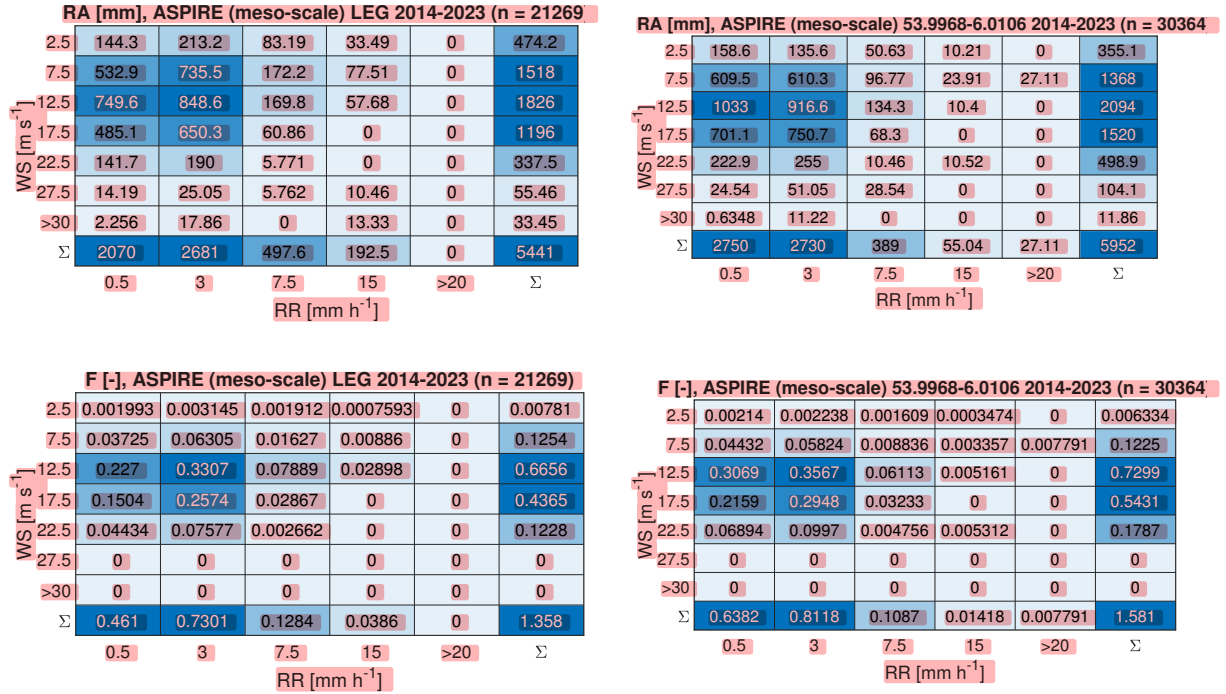 RA [mm], ASPIRE (meso-scale) LEG 2014-2023 (n = 21269)
2.5 144.3 213.2 83.19 33.49 0 474.2
7.5 532.9 735.5 172.2 77.51 0 1518
12.5 749.6 848.6 169.8 57.68 0 1826
17.5 485.1 650.3 60.86 0 0 1196
22.5 141.7 190 5.771 0 0 337.5
27.5 14.19 25.05 5.762 10.46 0 55.46
>30 2.256 17.86 0 13.33 0 33.45
Σ 2070 2681 497.6 192.5 0 5441
0.5 3 7.5 15 >20 Σ
WS [m s⁻¹]
RR [mm h⁻¹]
RA [mm], ASPIRE (meso-scale) 53.9968-6.0106 2014-2023 (n = 30364)
2.5 158.6 135.6 50.63 10.21 0 355.1
7.5 609.5 610.3 96.77 23.91 27.11 1368
12.5 1033 916.6 134.3 10.4 0 2094
17.5 701.1 750.7 68.3 0 0 1520
22.5 222.9 255 10.46 10.52 0 498.9
27.5 24.54 51.05 28.54 0 0 104.1
>30 0.6348 11.22 0 0 0 11.86
Σ 2750 2730 389 55.04 27.11 5952
0.5 3 7.5 15 >20 Σ
WS [m s⁻¹]
RR [mm h⁻¹]
F [-], ASPIRE (meso-scale) LEG 2014-2023 (n = 21269)
2.5 0.001993 0.003145 0.001912 0.0007593 0 0.00781
7.5 0.03725 0.06305 0.01627 0.00886 0 0.1254
12.5 0.227 0.3307 0.07889 0.02898 0 0.6656
17.5 0.1504 0.2574 0.02867 0 0 0.4365
22.5 0.04434 0.07577 0.002662 0 0 0.1228
27.5 0 0 0 0 0 0
>30 0 0 0 0 0 0
Σ 0.461 0.7301 0.1284 0.0386 0 1.358
0.5 3 7.5 15 >20 Σ
WS [m s⁻¹]
RR [mm h⁻¹]
F [-], ASPIRE (meso-scale) 53.9968-6.0106 2014-2023 (n = 30364)
2.5 0.00214 0.002238 0.001609 0.0003474 0 0.006334
7.5 0.04432 0.05824 0.008836 0.003357 0.007791 0.1225
12.5 0.3069 0.3567 0.06113 0.005161 0 0.7299
17.5 0.2159 0.2948 0.03233 0 0 0.5431
22.5 0.06894 0.0997 0.004756 0.005312 0 0.1787
27.5 0 0 0 0 0 0
>30 0 0 0 0 0 0
Σ 0.6382 0.8118 0.1087 0.01418 0.007791 1.581
0.5 3 7.5 15 >20 Σ
WS [m s⁻¹]
RR [mm h⁻¹]